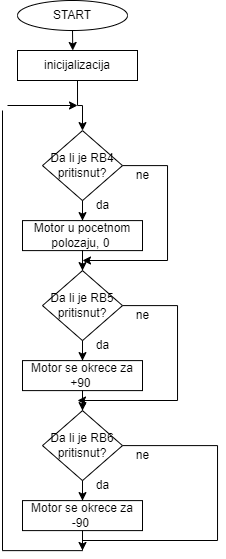 START
inicijalizacija
Da li je RB4
pritisnut?
ne
da
Motor u pocetnom
polozaju, 0
Da li je RB5
pritisnut?
ne
da
Motor se okrece za
+90
Da li je RB6
pritisnut?
ne
da
Motor se okrece za
-90